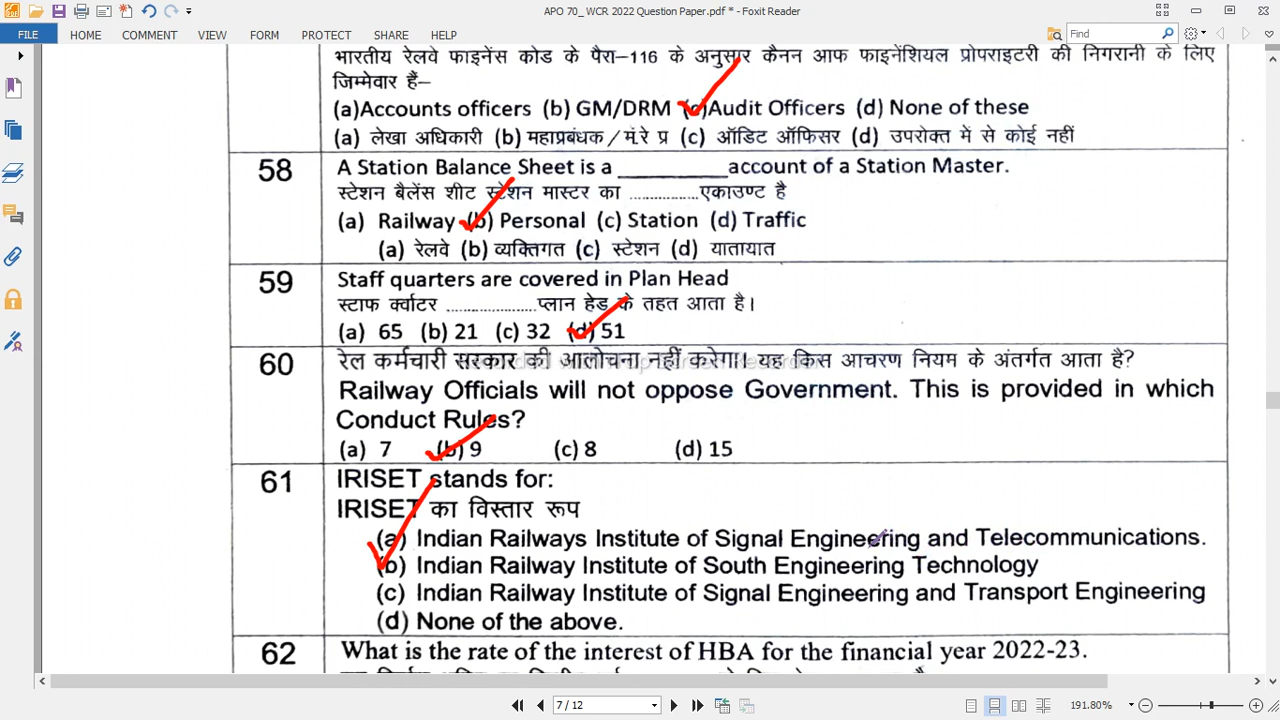 APO 70_ WCR 2022 Question Paper.pdf * - Foxit Reader
FILE HOME COMMENT VIEW FORM PROTECT SHARE HELP
Find
भारतीय रेलवे फाइनेंस कोड के पैरा–116 के अनुसार कैनन आफ फाइनेंशियल प्रोपराइटरी की निगरानी के लिए
जिम्मेवार हैं–
(a)Accounts officers (b) GM/DRM (c)Audit Officers (d) None of these
(a) लेखा अधिकारी (b) महाप्रबंधक/मं.रे प्र (c) ऑडिट ऑफिसर (d) उपरोक्त में से कोई नहीं
58 A Station Balance Sheet is a __________account of a Station Master.
स्टेशन बैलेंस शीट स्टेशन मास्टर का ................एकाउण्ट है
(a) Railway (b) Personal (c) Station (d) Traffic
(a) रेलवे (b) व्यक्तिगत (c) स्टेशन (d) यातायात
59 Staff quarters are covered in Plan Head
स्टाफ र्क्वाटर .....................प्लान हेड के तहत आता है।
(a) 65 (b) 21 (c) 32 (d) 51
60 रेल कर्मचारी सरकार की आलोचना नहीं करेगा। यह किस आचरण नियम के अंतर्गत आता है?
Railway Officials will not oppose Government. This is provided in which
Conduct Rules?
(a) 7 (b) 9 (c) 8 (d) 15
61 IRISET stands for:
IRISET का विस्तार रूप
(a) Indian Railways Institute of Signal Engineering and Telecommunications.
(b) Indian Railway Institute of South Engineering Technology
(c) Indian Railway Institute of Signal Engineering and Transport Engineering
(d) None of the above.
62 What is the rate of the interest of HBA for the financial year 2022-23.
7 / 12
191.80%